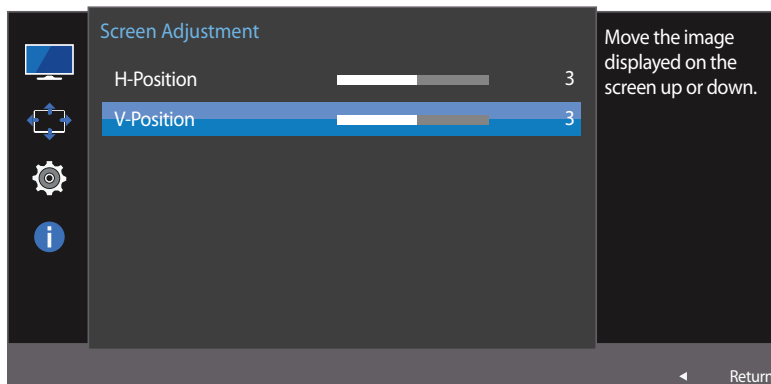 Screen Adjustment
H-Position 3
V-Position 3
Move the image
displayed on the
screen up or down.
Return